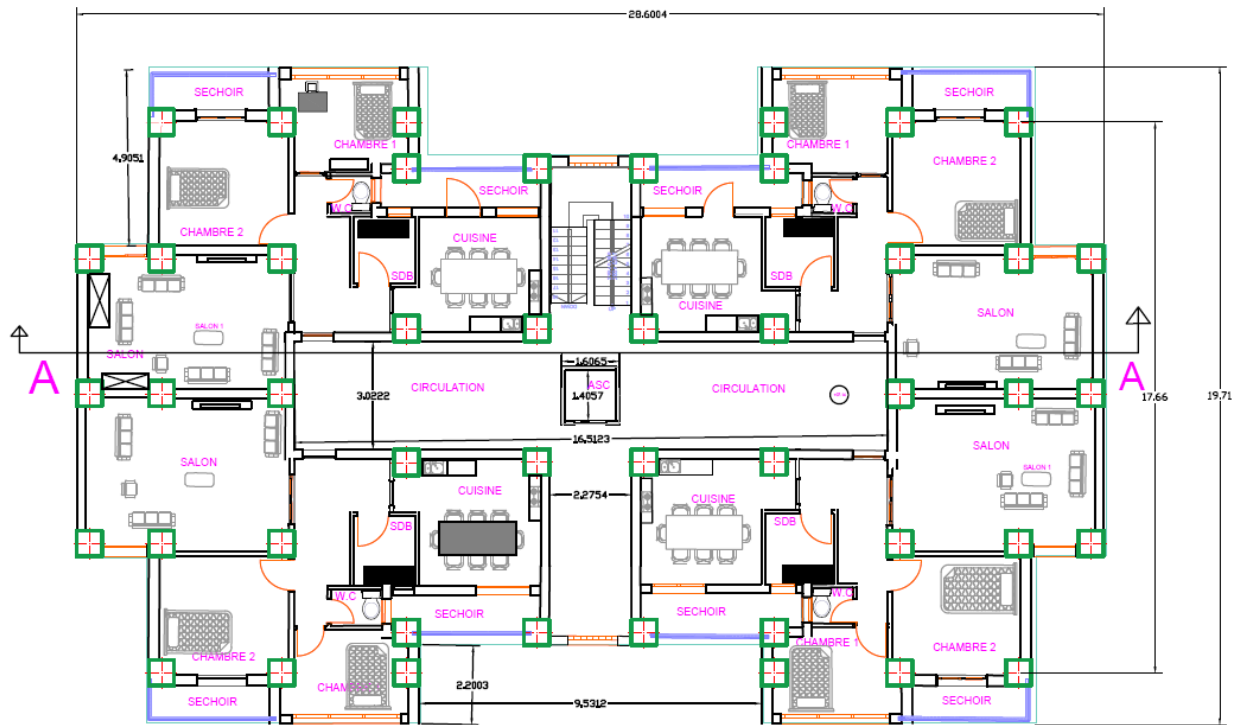 28.6004
SECHOIR
SECHOIR
4.9051
CHAMBRE 1
CHAMBRE 1
CHAMBRE 2
SECHOIR
SECHOIR
W.C
W.C
CHAMBRE 2
CUISINE
SDB
SDB
CUISINE
SALON 1
SALON
SALON
A
1.6065
ASC
1.4057
A
CIRCULATION
CIRCULATION
3.0222
17.66
19.71
16.5123
SALON
CUISINE
2.2754
CUISINE
SALON
SALON 1
SDB
SDB
W.C
W.C
SECHOIR
SECHOIR
CHAMBRE 2
CHAMBRE 1
CHAMBRE 2
2.2003
SECHOIR
9.5312
SECHOIR